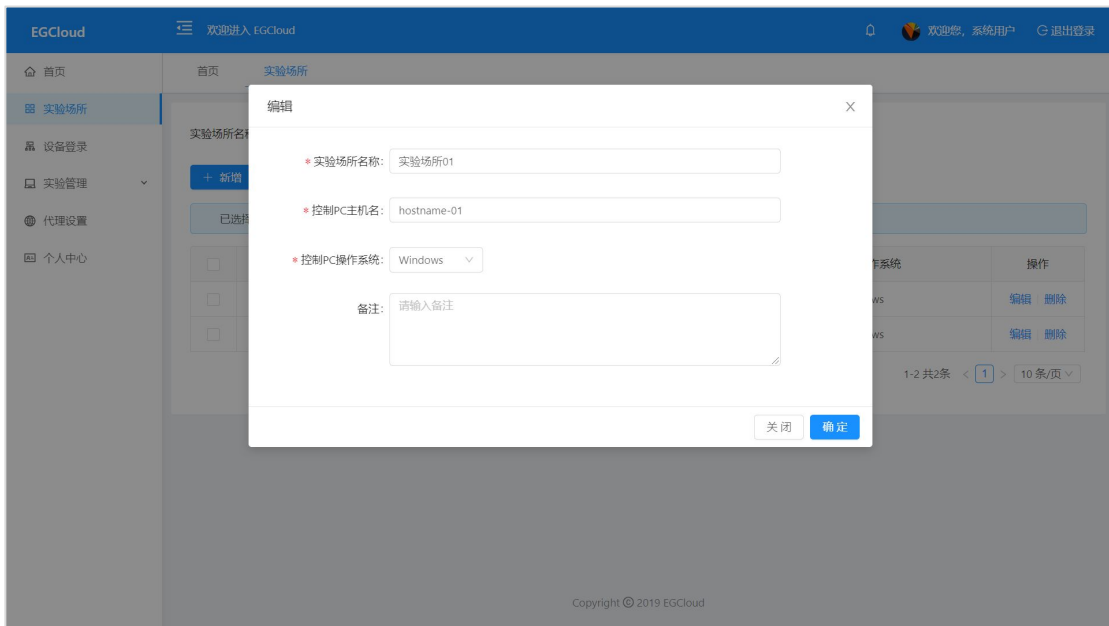 EGCloud
欢迎进入 EGCloud
欢迎您，系统用户
退出登录
首页
实验场所
设备登录
实验管理
代理设置
个人中心
首页 实验场所
实验场所名
+ 新增
已选择
操作系统
操作
编辑 删除
编辑 删除
1-2 共2条 < 1 > 10 条/页
编辑
* 实验场所名称: 实验场所01
* 控制PC主机名: hostname-01
* 控制PC操作系统: Windows
备注: 请输入备注
关 闭 确 定
Copyright © 2019 EGCloud